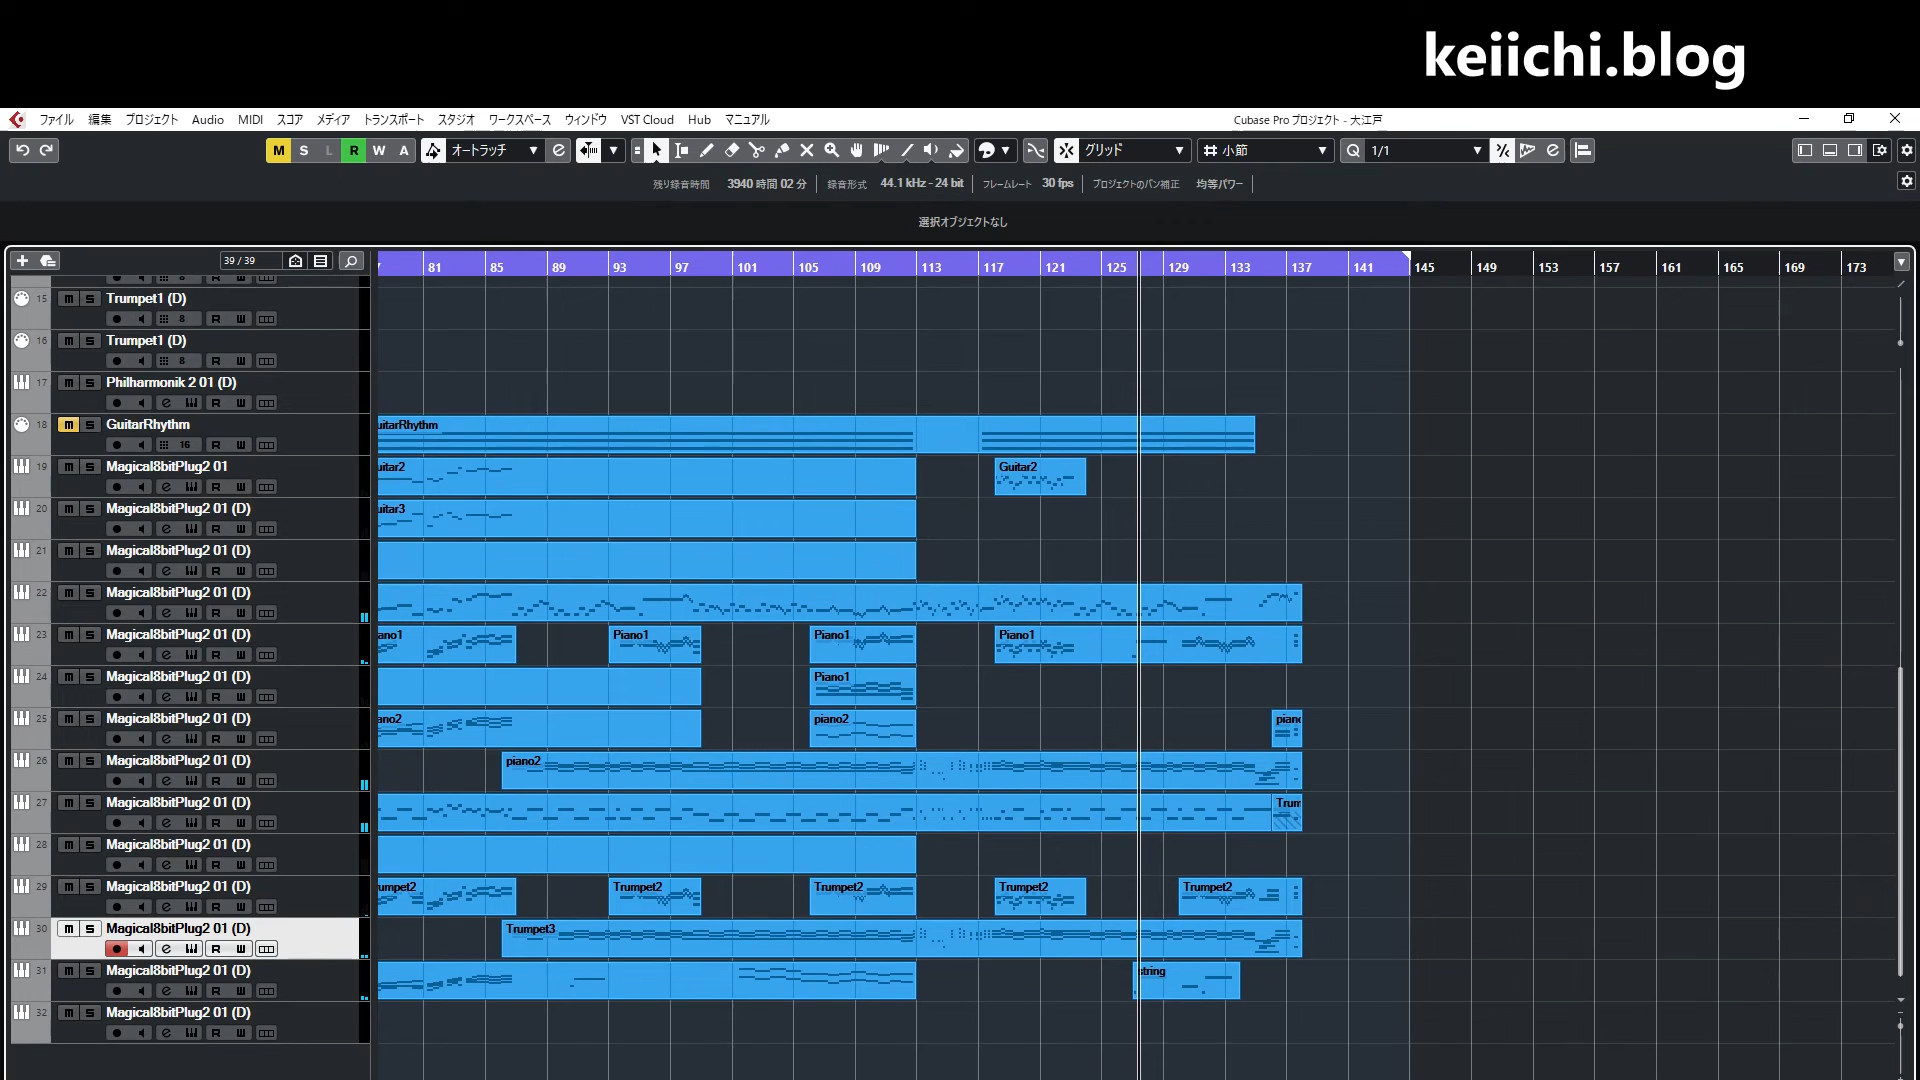 keiichi.blog
ファイル 編集 プロジェクト Audio MIDI スコア メディア トランスポート スタジオ ワークスペース ウィンドウ VST Cloud Hub マニュアル Cubase Pro プロジェクト - 大江戸
M S L R W A オートラッチ グリッド 小節 Q 1/1
残り録音時間 3940 時間 02 分 録音形式 44.1 kHz - 24 bit フレームレート 30 fps プロジェクトのパン補正 均等パワー
選択オブジェクトなし
39 / 39 81 85 89 93 97 101 105 109 113 117 121 125 129 133 137 141 145 149 153 157 161 165 169 173
15 m S Trumpet1 (D)
8 R W
16 m S Trumpet1 (D)
8 R W
17 m S Philharmonik 2 01 (D)
e R W
18 m S GuitarRhythm uitarRhythm
16 R W
19 m S Magical8bitPlug2 01 uitar2 Guitar2
e R W
20 m S Magical8bitPlug2 01 (D) uitar3
e R W
21 m S Magical8bitPlug2 01 (D)
e R W
22 m S Magical8bitPlug2 01 (D)
e R W
23 m S Magical8bitPlug2 01 (D) ano1 Piano1 Piano1 Piano1
e R W
24 m S Magical8bitPlug2 01 (D) Piano1
e R W
25 m S Magical8bitPlug2 01 (D) ano2 piano2 piano
e R W
26 m S Magical8bitPlug2 01 (D) piano2
e R W
27 m S Magical8bitPlug2 01 (D) Trum
e R W
28 m S Magical8bitPlug2 01 (D)
e R W
29 m S Magical8bitPlug2 01 (D) umpet2 Trumpet2 Trumpet2 Trumpet2 Trumpet2
e R W
30 m S Magical8bitPlug2 01 (D) Trumpet3
e R W
31 m S Magical8bitPlug2 01 (D) string
e R W
32 m S Magical8bitPlug2 01 (D)
e R W